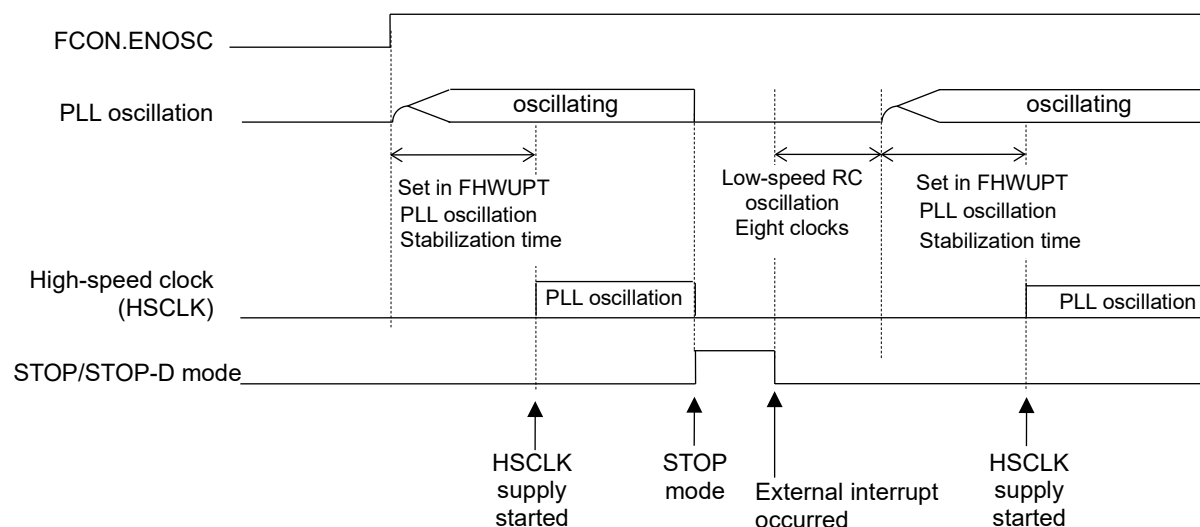 FCON.ENOSC
PLL oscillation
oscillating
oscillating
Set in FHWUPT
PLL oscillation
Stabilization time
Low-speed RC
oscillation
Eight clocks
Set in FHWUPT
PLL oscillation
Stabilization time
High-speed clock
(HSCLK)
PLL oscillation
PLL oscillation
STOP/STOP-D mode
HSCLK
supply
started
STOP
mode
External interrupt
occurred
HSCLK
supply
started